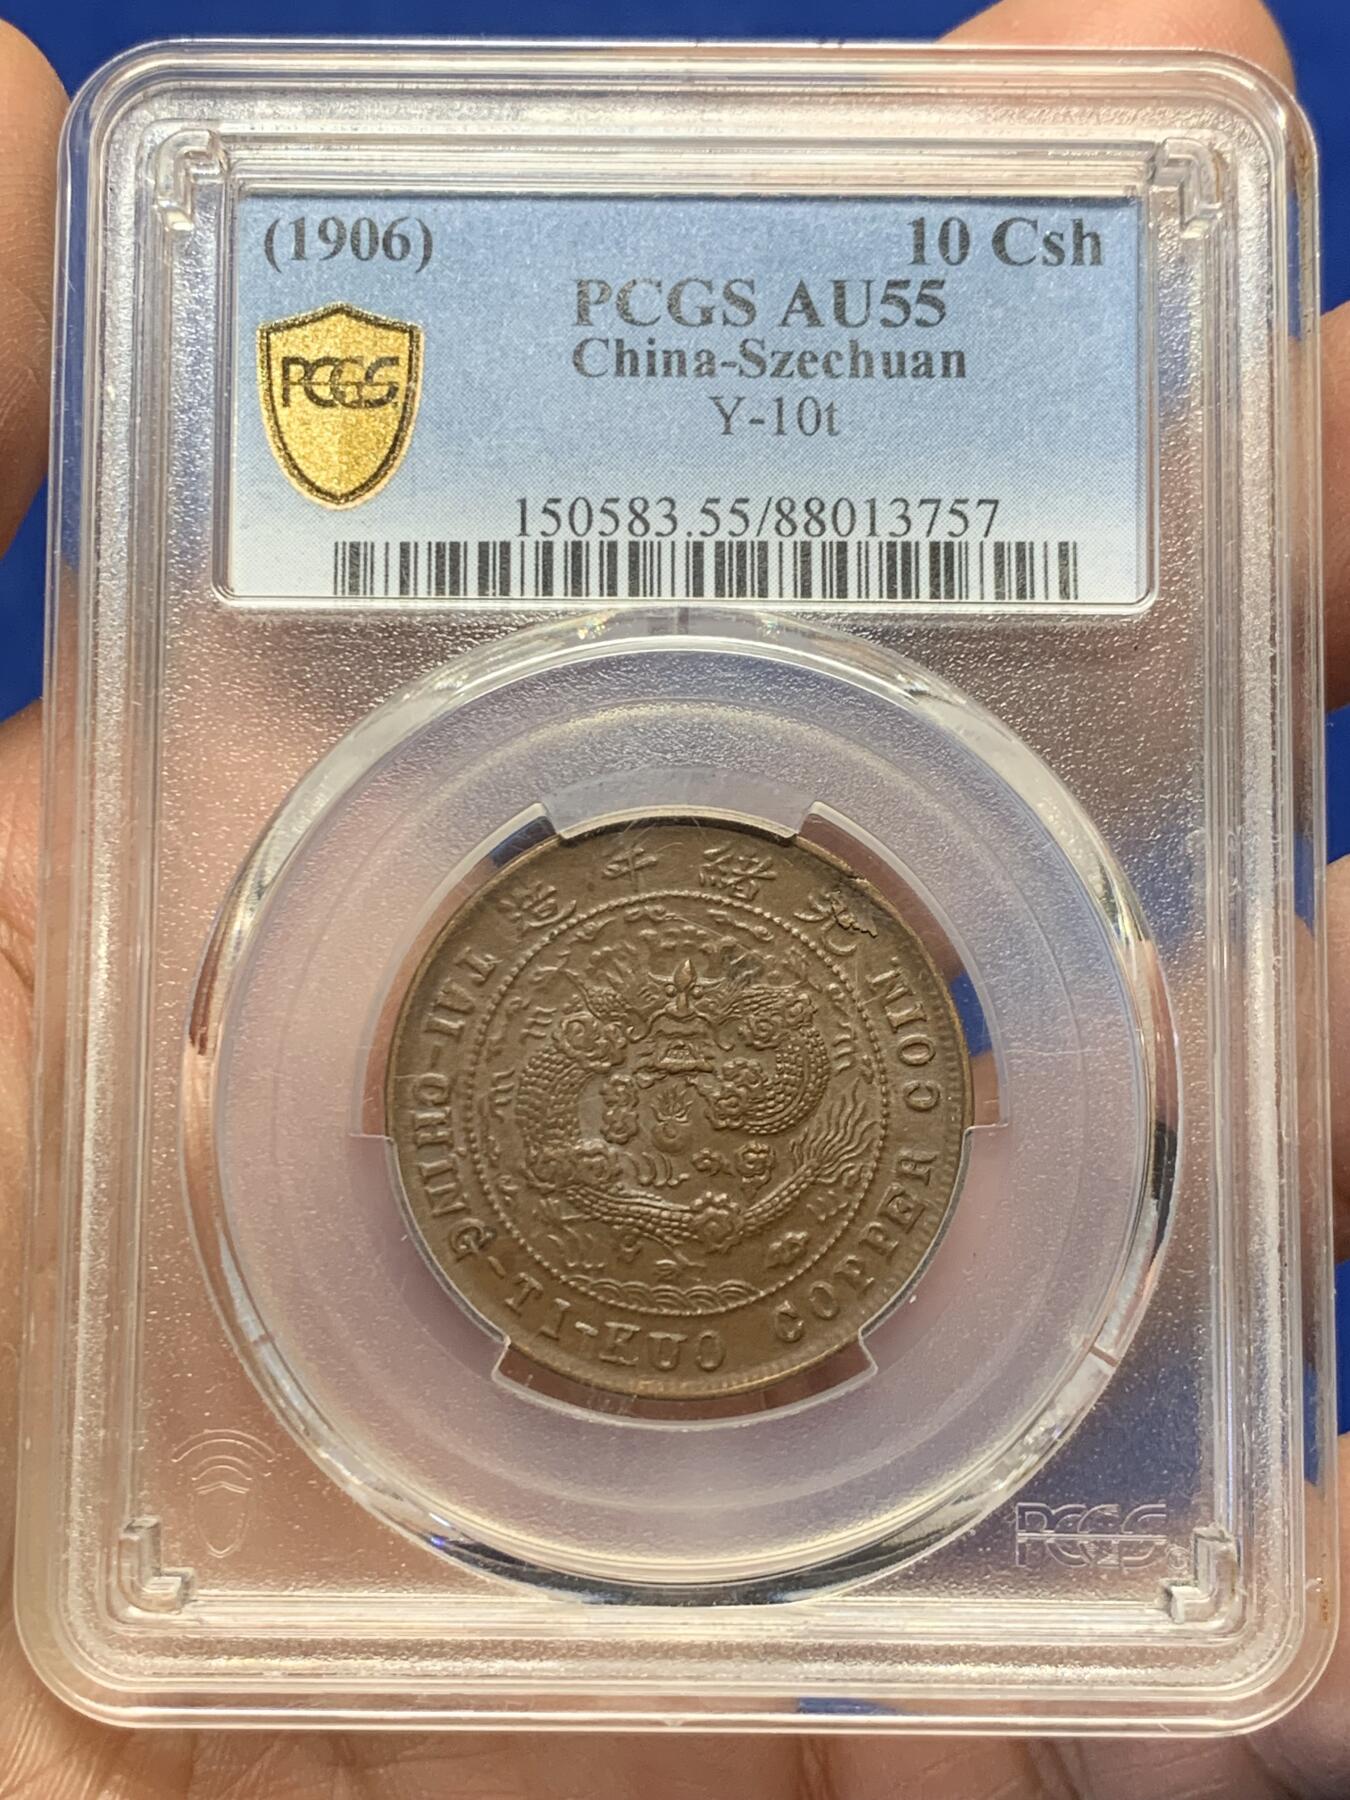 (1906) 10 Csh
PCGS AU55
China-Szechuan
Y-10t
PCGS
150583.55/88013757
造年緒光
TAI-CHING-TI-KUO COPPER COIN
PCGS